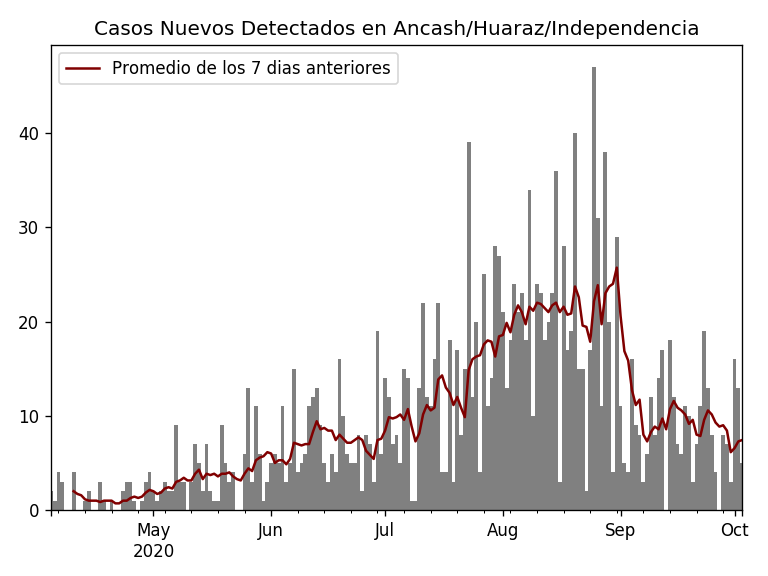 Casos Nuevos Detectados en Ancash/Huaraz/Independencia
Promedio de los 7 dias anteriores
40
30
20
10
0
May Jun Jul Aug Sep Oct
2020